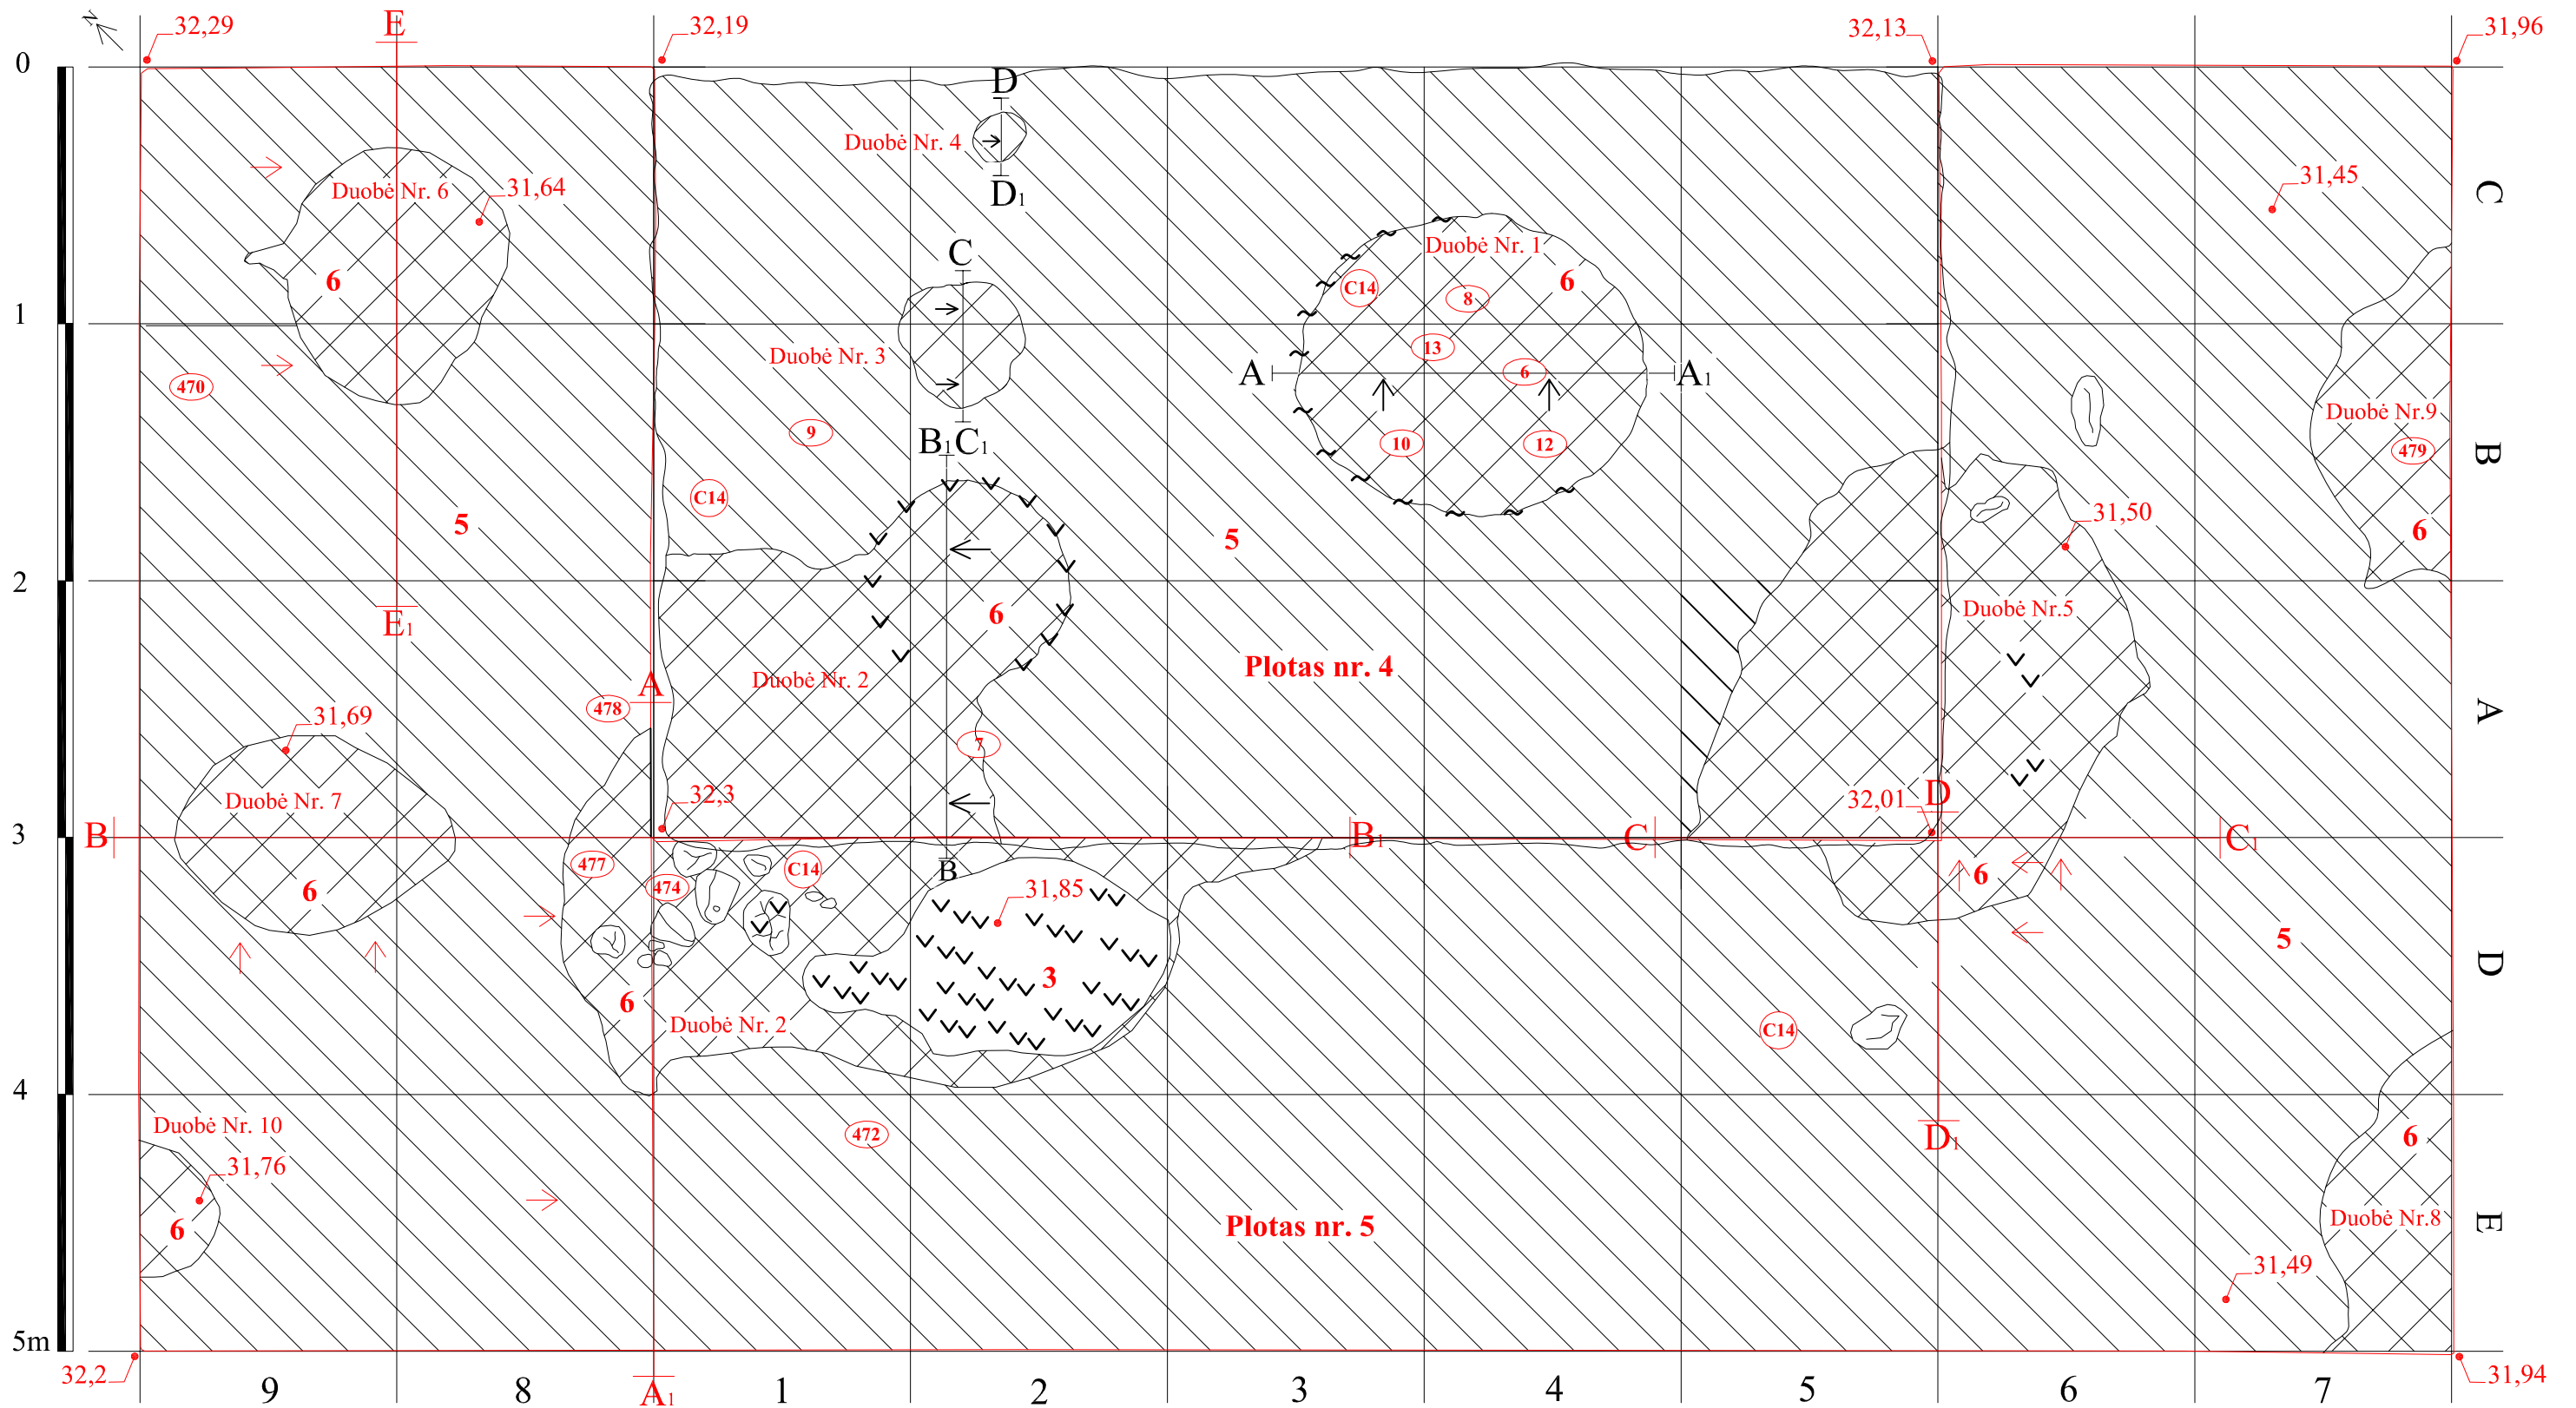 N
32,29
E
32,19
32,13
31,96
0
D
Duobė Nr. 4
D1
Duobė Nr. 6
31,64
31,45
C
C
Duobė Nr. 1
6
C14
8
6
1
Duobė Nr. 3
13
A
6
A1
470
9
B1
C1
10
12
Duobė Nr.9
479
B
C14
5
5
31,50
6
2
E1
6
Duobė Nr.5
Plotas nr. 4
Duobė Nr. 2
A
478
31,69
7
A
Duobė Nr. 7
32,3
32,01
D
3
B
B1
C
C1
477
474
C14
B
6
6
31,85
5
3
6
Duobė Nr. 2
C14
D
4
Duobė Nr. 10
472
D1
6
31,76
6
Plotas nr. 5
Duobė Nr.8
E
31,49
5m
32,2
31,94
9
8
A1
1
2
3
4
5
6
7